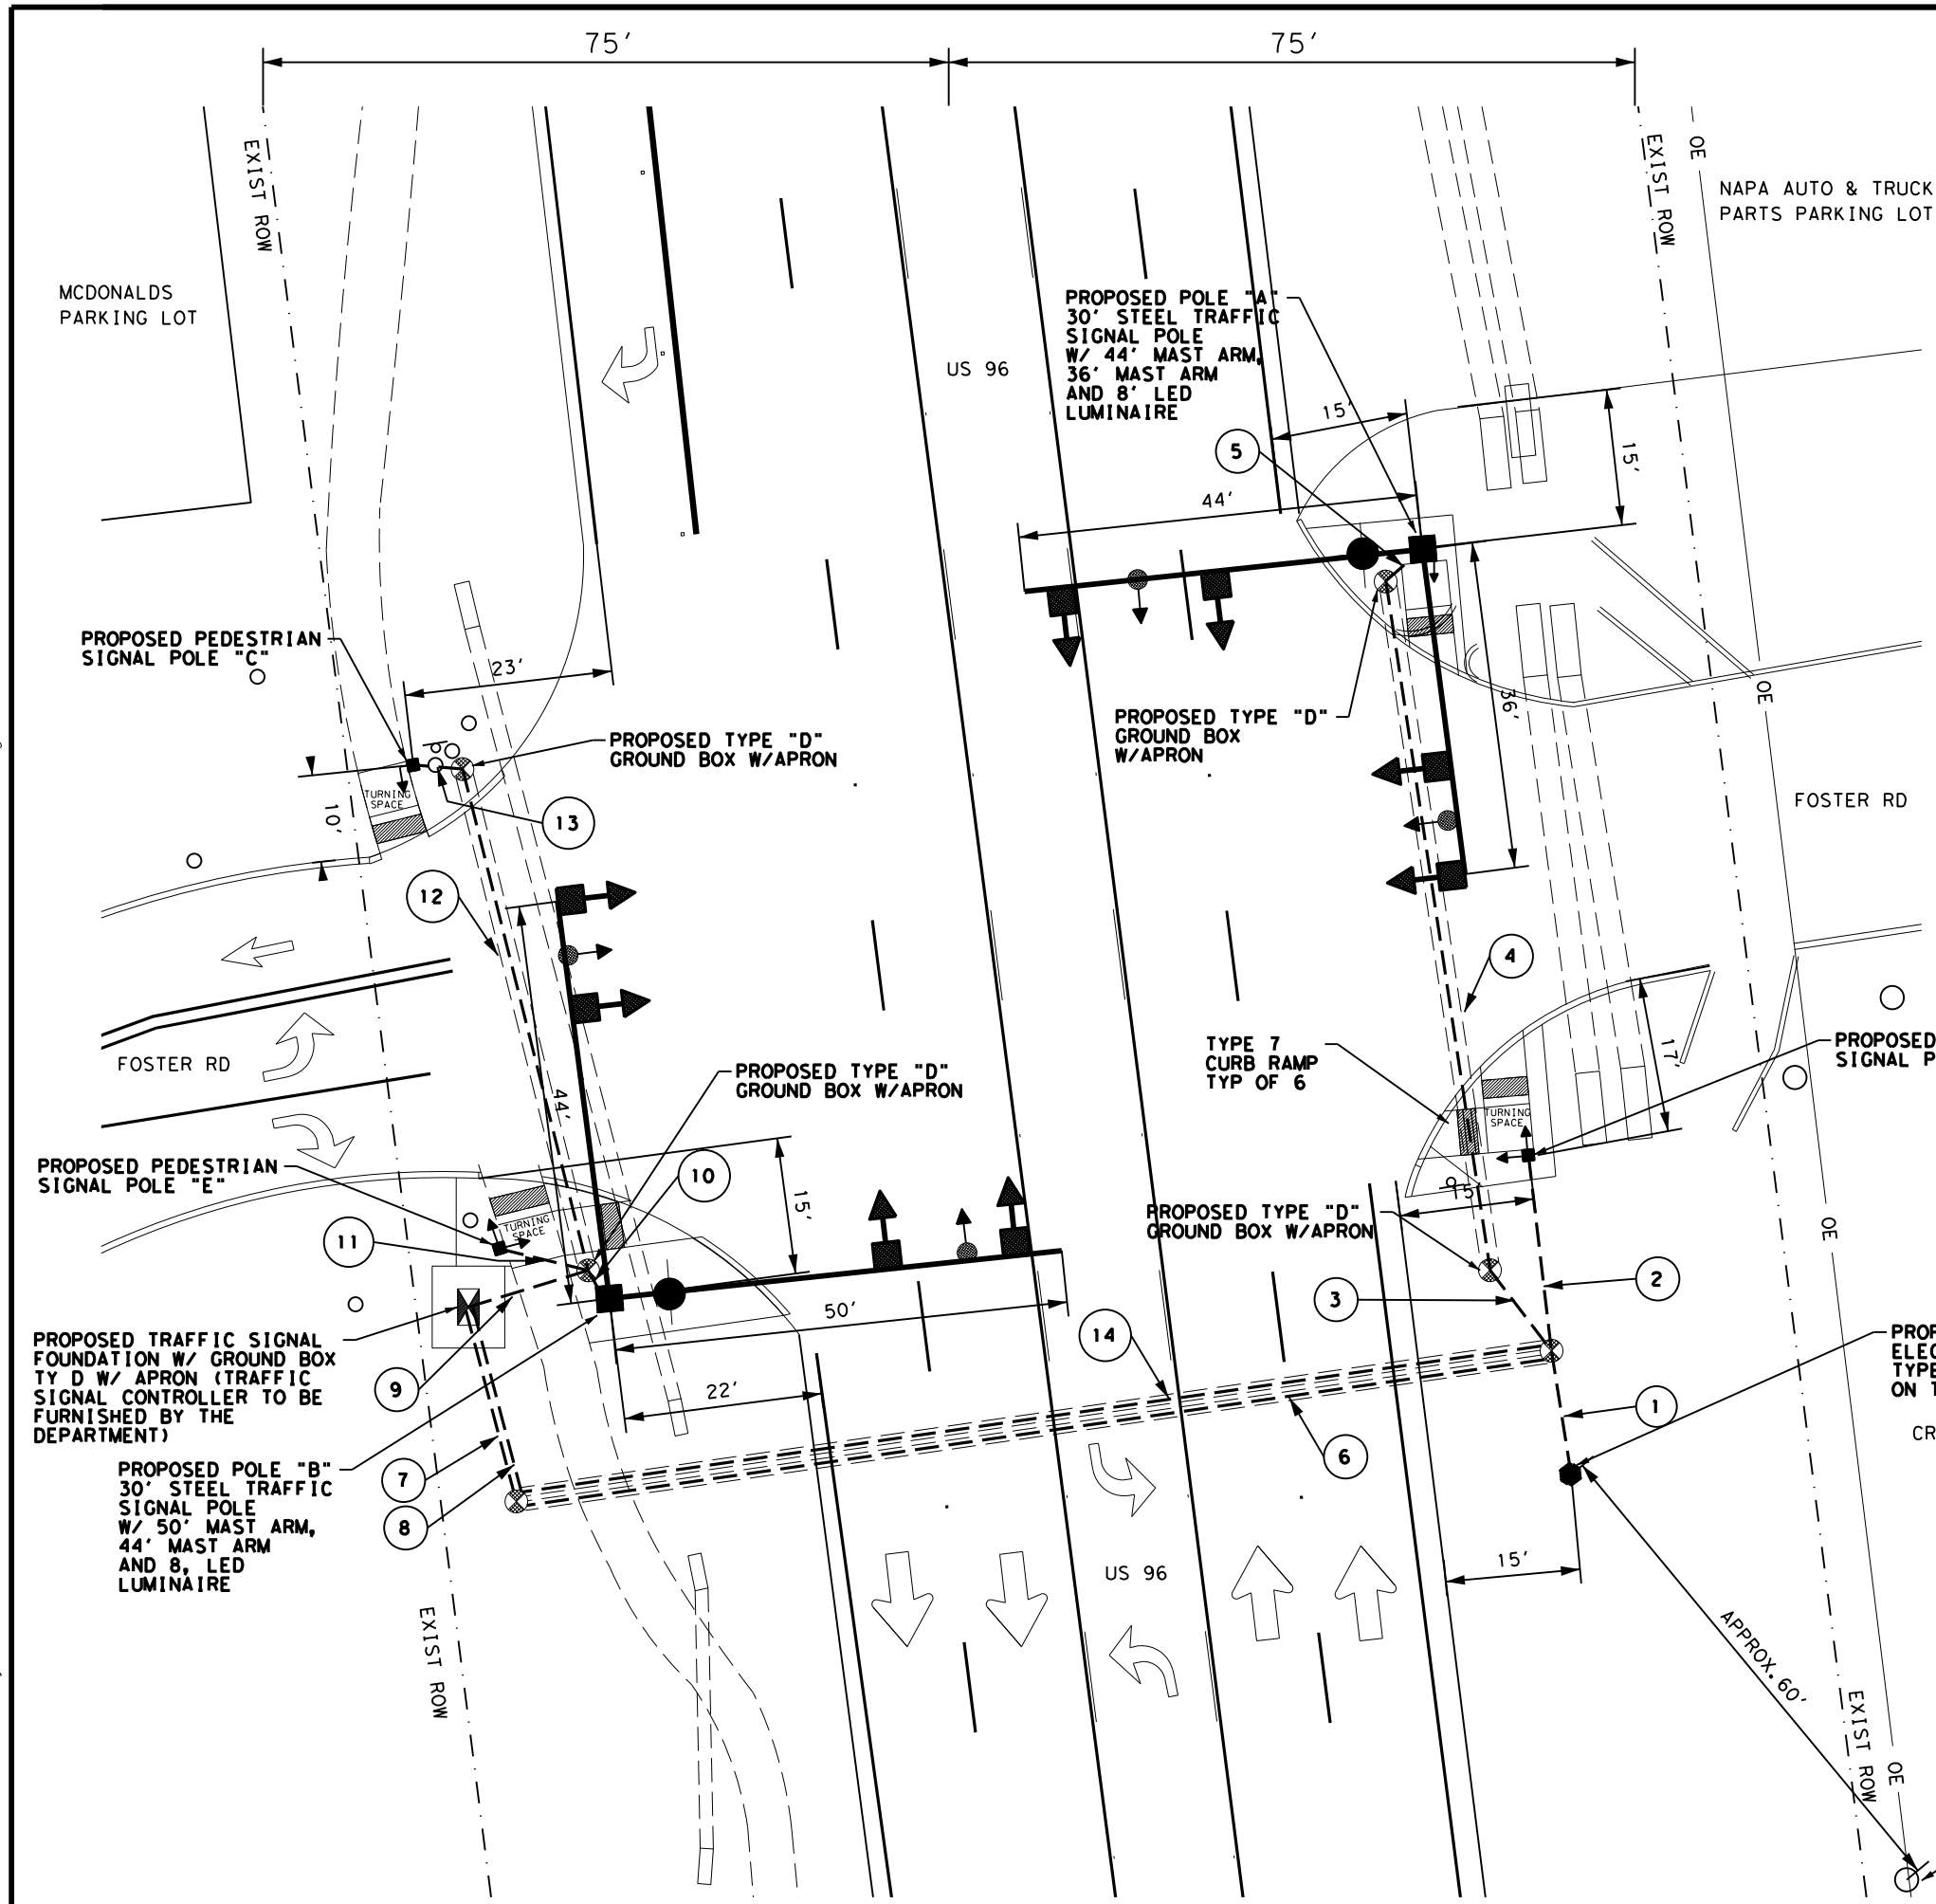 75'
75'
EXIST ROW
EXIST ROW
OE
NAPA AUTO & TRUCK
PARTS PARKING LOT
MCDONALDS
PARKING LOT
PROPOSED POLE "A"
30' STEEL TRAFFIC
SIGNAL POLE
W/ 44' MAST ARM,
36' MAST ARM
AND 8' LED
LUMINAIRE
US 96
15'
5
15'
44'
PROPOSED PEDESTRIAN
SIGNAL POLE "C"
23'
OE
36'
PROPOSED TYPE "D"
GROUND BOX W/APRON
PROPOSED TYPE "D"
GROUND BOX
W/APRON
TURNING
SPACE
10'
13
FOSTER RD
12
4
FOSTER RD
TYPE 7
CURB RAMP
TYP OF 6
17'
PROPOSED
SIGNAL P
PROPOSED TYPE "D"
GROUND BOX W/APRON
44'
TURNING
SPACE
PROPOSED PEDESTRIAN
SIGNAL POLE "E"
10
15'
15'
PROPOSED TYPE "D"
GROUND BOX W/APRON
TURNING
SPACE
11
OE
2
3
50'
14
PROPOSED TRAFFIC SIGNAL
FOUNDATION W/ GROUND BOX
TY D W/ APRON (TRAFFIC
SIGNAL CONTROLLER TO BE
FURNISHED BY THE
DEPARTMENT)
PROP
ELEC
TYPE
ON T
9
22'
1
CR
6
7
PROPOSED POLE "B"
30' STEEL TRAFFIC
SIGNAL POLE
W/ 50' MAST ARM,
44' MAST ARM
AND 8, LED
LUMINAIRE
8
US 96
15'
EXIST ROW
APPROX. 60'
EXIST ROW
OE